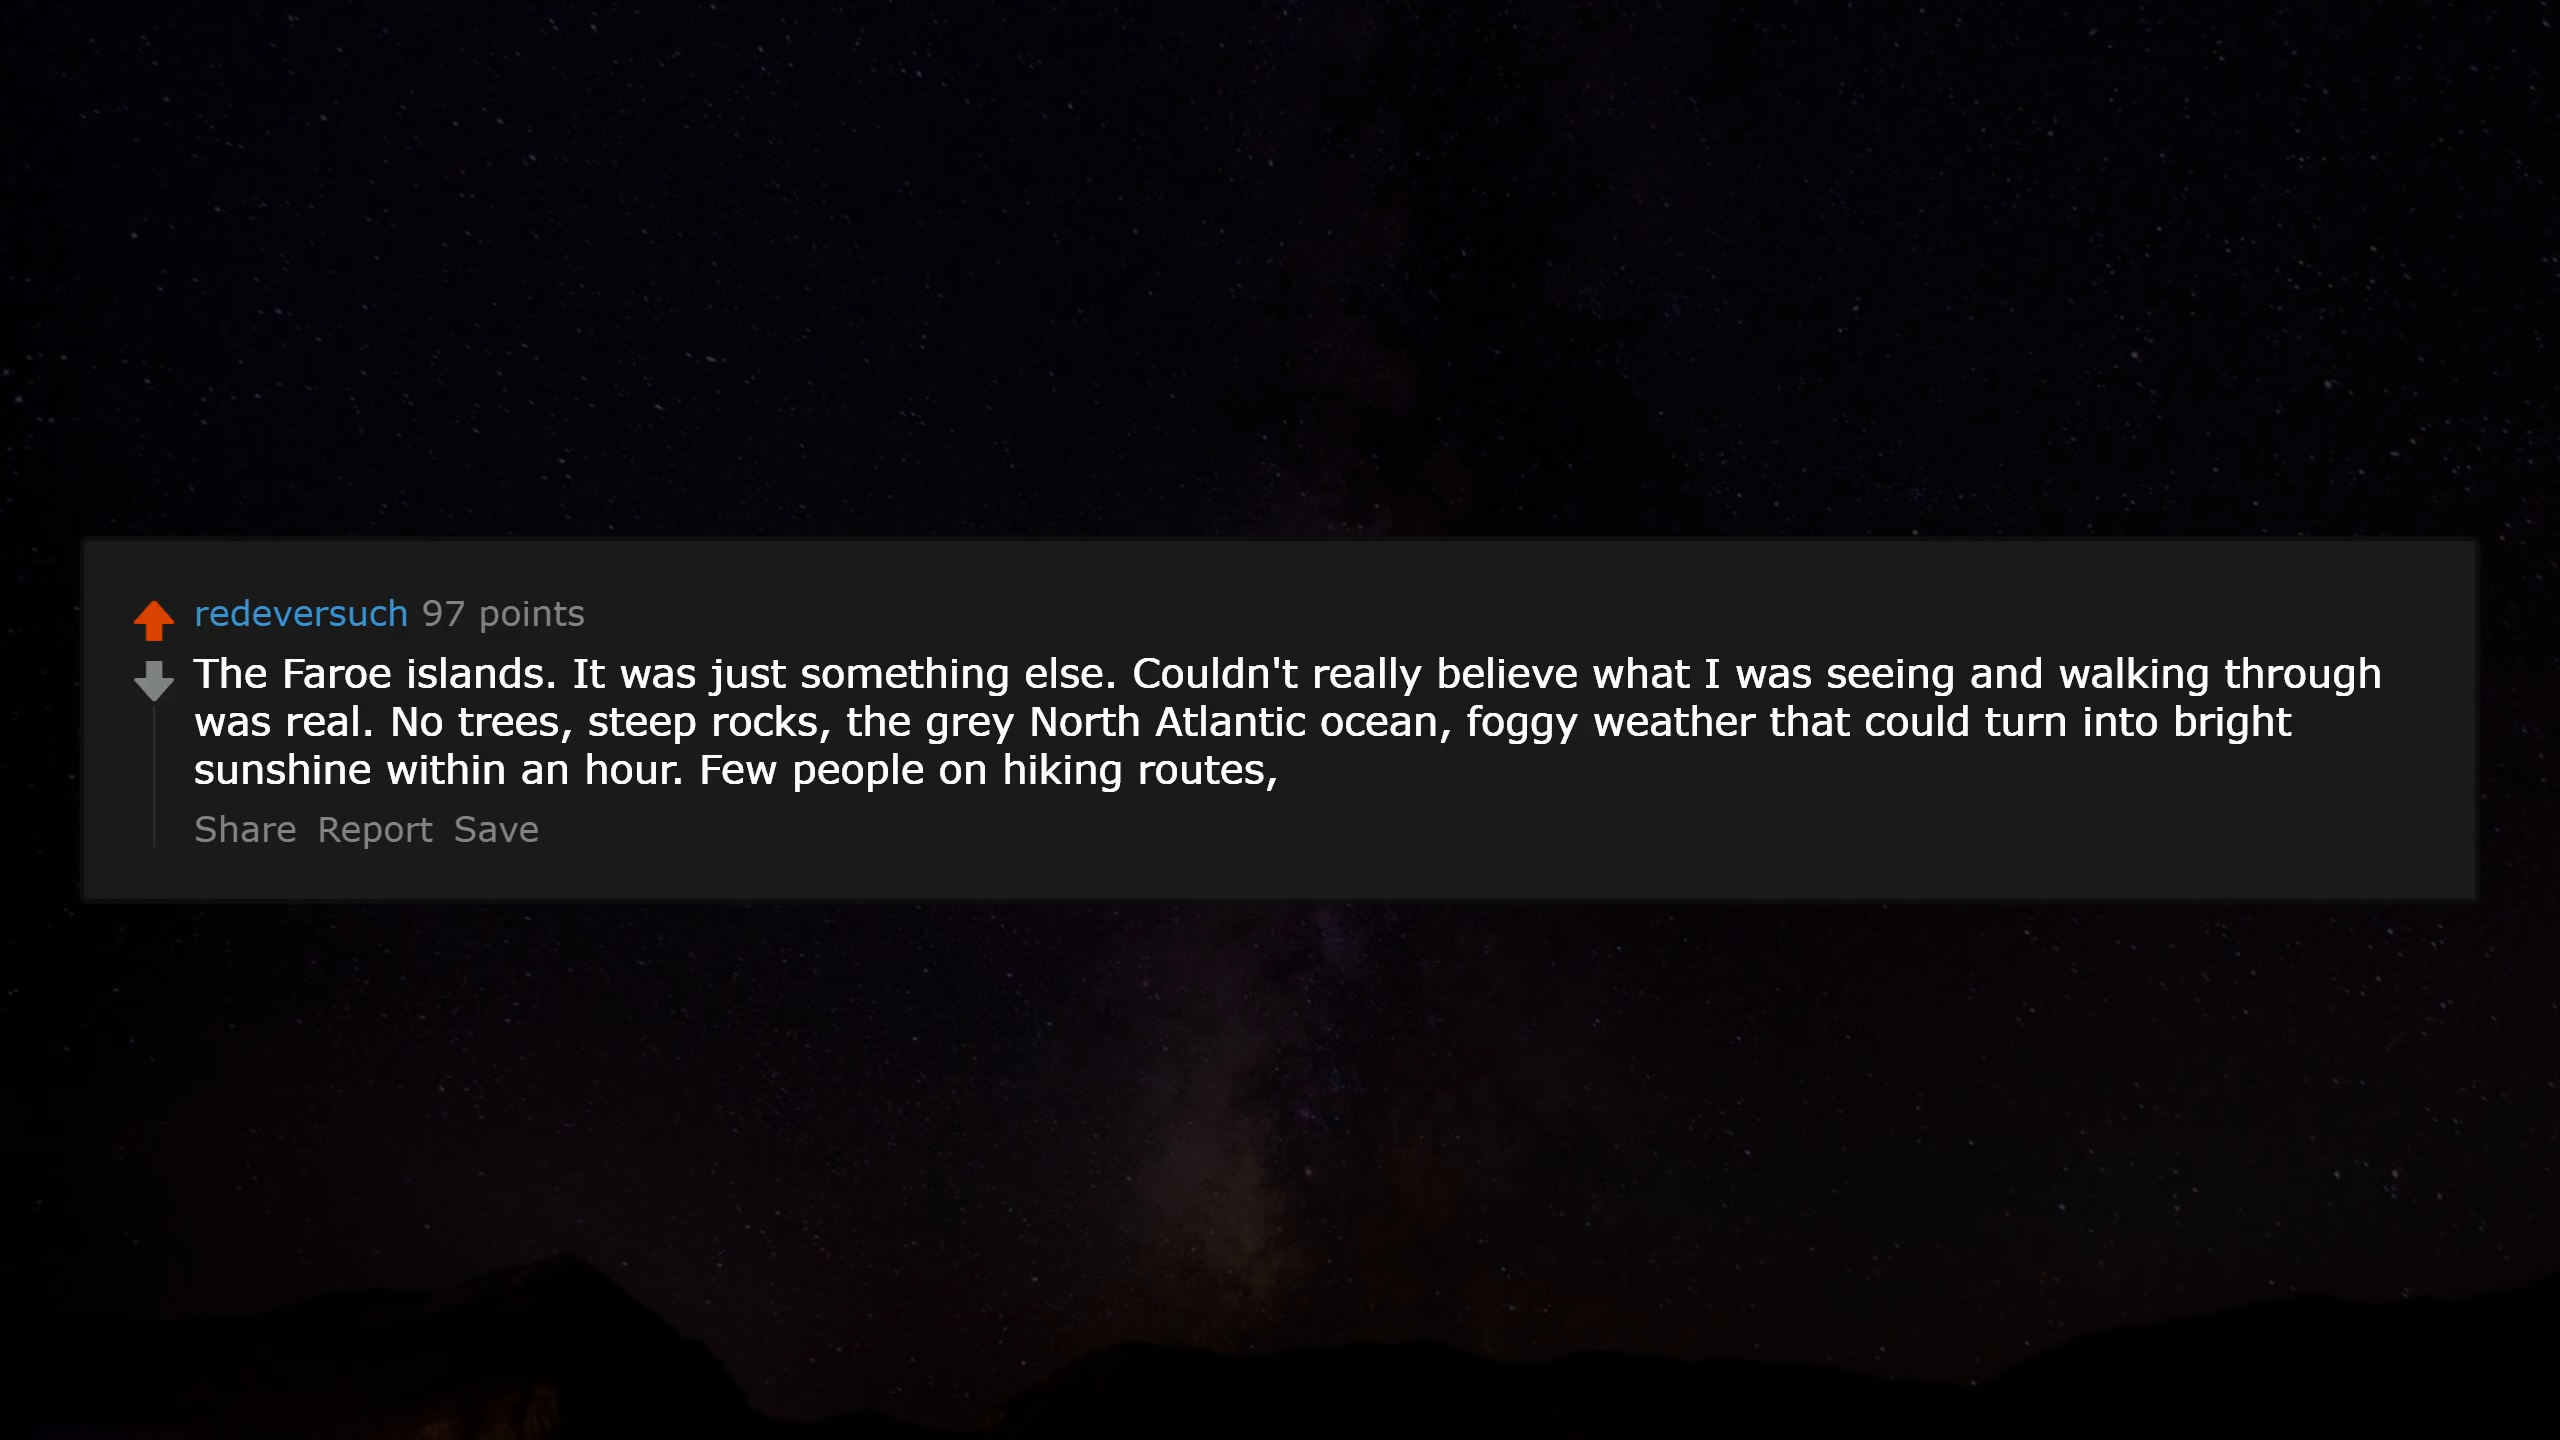 redeversuch 97 points
The Faroe islands. It was just something else. Couldn't really believe what I was seeing and walking through
was real. No trees, steep rocks, the grey North Atlantic ocean, foggy weather that could turn into bright
sunshine within an hour. Few people on hiking routes,
Share Report Save